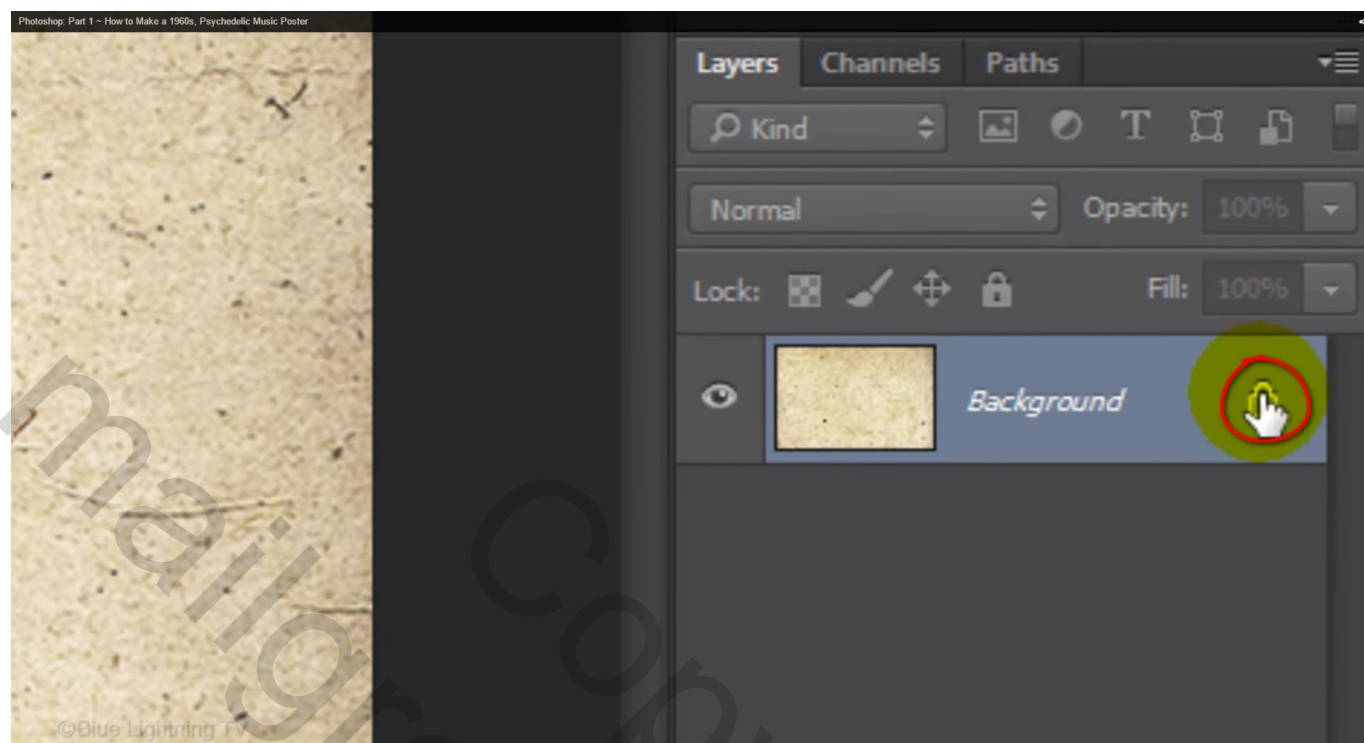 Photoshop: Part 1 ~ How to Make a 1960s, Psychedelic Music Poster
Layers Channels Paths
Kind T
Normal Opacity: 100%
Lock: Fill: 100%
Background
©Blue Lightning TV